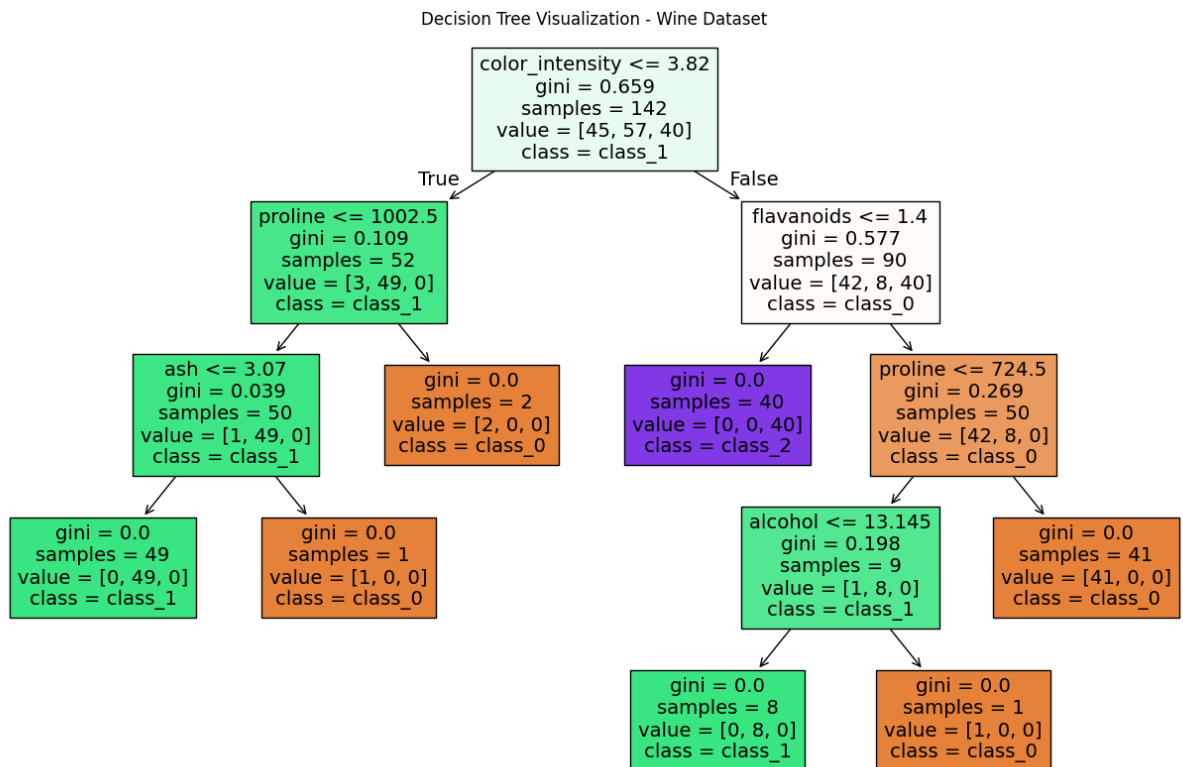 Decision Tree Visualization - Wine Dataset
color_intensity <= 3.82
gini = 0.659
samples = 142
value = [45, 57, 40]
class = class_1
True
False
proline <= 1002.5
gini = 0.109
samples = 52
value = [3, 49, 0]
class = class_1
flavanoids <= 1.4
gini = 0.577
samples = 90
value = [42, 8, 40]
class = class_0
ash <= 3.07
gini = 0.039
samples = 50
value = [1, 49, 0]
class = class_1
gini = 0.0
samples = 2
value = [2, 0, 0]
class = class_0
gini = 0.0
samples = 40
value = [0, 0, 40]
class = class_2
proline <= 724.5
gini = 0.269
samples = 50
value = [42, 8, 0]
class = class_0
gini = 0.0
samples = 49
value = [0, 49, 0]
class = class_1
gini = 0.0
samples = 1
value = [1, 0, 0]
class = class_0
alcohol <= 13.145
gini = 0.198
samples = 9
value = [1, 8, 0]
class = class_1
gini = 0.0
samples = 41
value = [41, 0, 0]
class = class_0
gini = 0.0
samples = 8
value = [0, 8, 0]
class = class_1
gini = 0.0
samples = 1
value = [1, 0, 0]
class = class_0